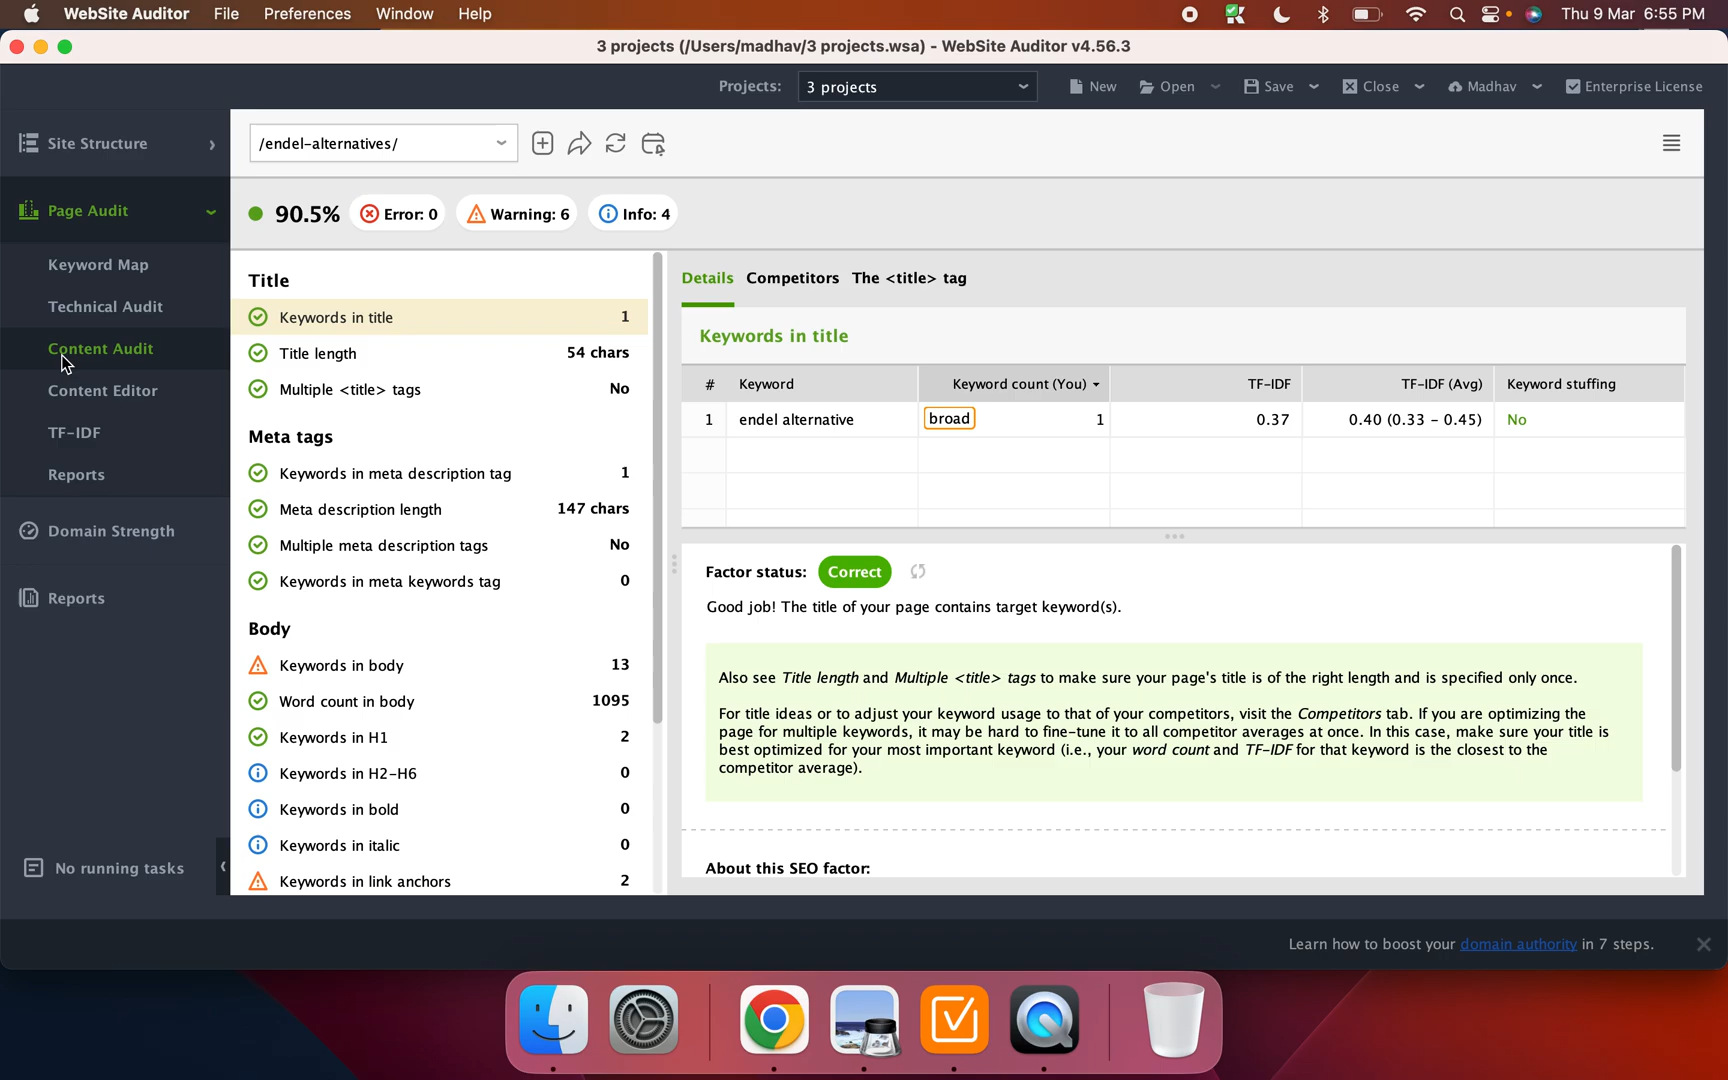 WebSite Auditor File Preferences Window Help Thu 9 Mar 6:55 PM
3 projects (/Users/madhav/3 projects.wsa) - WebSite Auditor v4.56.3
Projects: 3 projects New Open Save Close Madhav Enterprise License
Site Structure
Page Audit
Keyword Map
Technical Audit
Content Audit
Content Editor
TF-IDF
Reports
Domain Strength
Reports
No running tasks
/endel-alternatives/
90.5% Error: 0 Warning: 6 Info: 4
Title
Keywords in title 1
Title length 54 chars
Multiple <title> tags No
Meta tags
Keywords in meta description tag 1
Meta description length 147 chars
Multiple meta description tags No
Keywords in meta keywords tag 0
Body
Keywords in body 13
Word count in body 1095
Keywords in H1 2
Keywords in H2-H6 0
Keywords in bold 0
Keywords in italic 0
Keywords in link anchors 2
Details Competitors The <title> tag
Keywords in title
# Keyword Keyword count (You) TF-IDF TF-IDF (Avg) Keyword stuffing
1 endel alternative broad 1 0.37 0.40 (0.33 - 0.45) No
Factor status: Correct
Good job! The title of your page contains target keyword(s).
Also see Title length and Multiple <title> tags to make sure your page's title is of the right length and is specified only once.
For title ideas or to adjust your keyword usage to that of your competitors, visit the Competitors tab. If you are optimizing the
page for multiple keywords, it may be hard to fine-tune it to all competitor averages at once. In this case, make sure your title is
best optimized for your most important keyword (i.e., your word count and TF-IDF for that keyword is the closest to the
competitor average).
About this SEO factor:
Learn how to boost your domain authority in 7 steps.